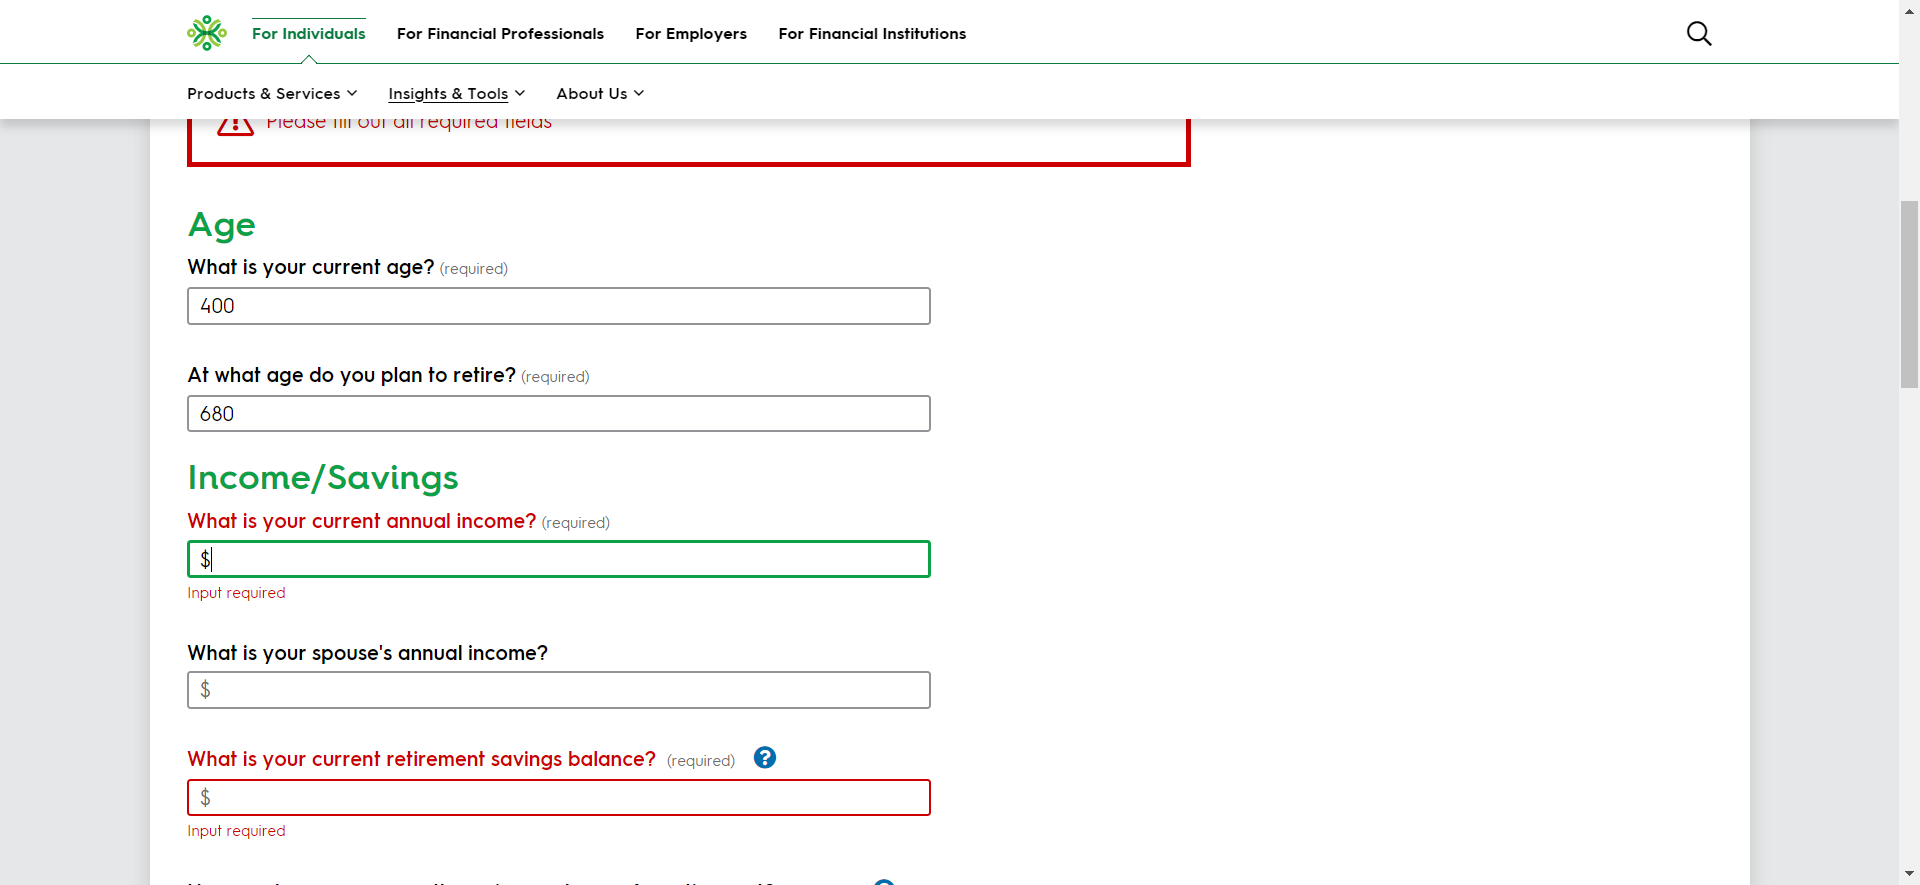 For Individuals
For Financial Professionals
For Employers
For Financial Institutions
Products & Services
Insights & Tools
About Us
Please fill out all required fields
Age
What is your current age? (required)
400
At what age do you plan to retire? (required)
680
Income/Savings
What is your current annual income? (required)
$
Input required
What is your spouse's annual income?
$
What is your current retirement savings balance? (required) ?
$
Input required